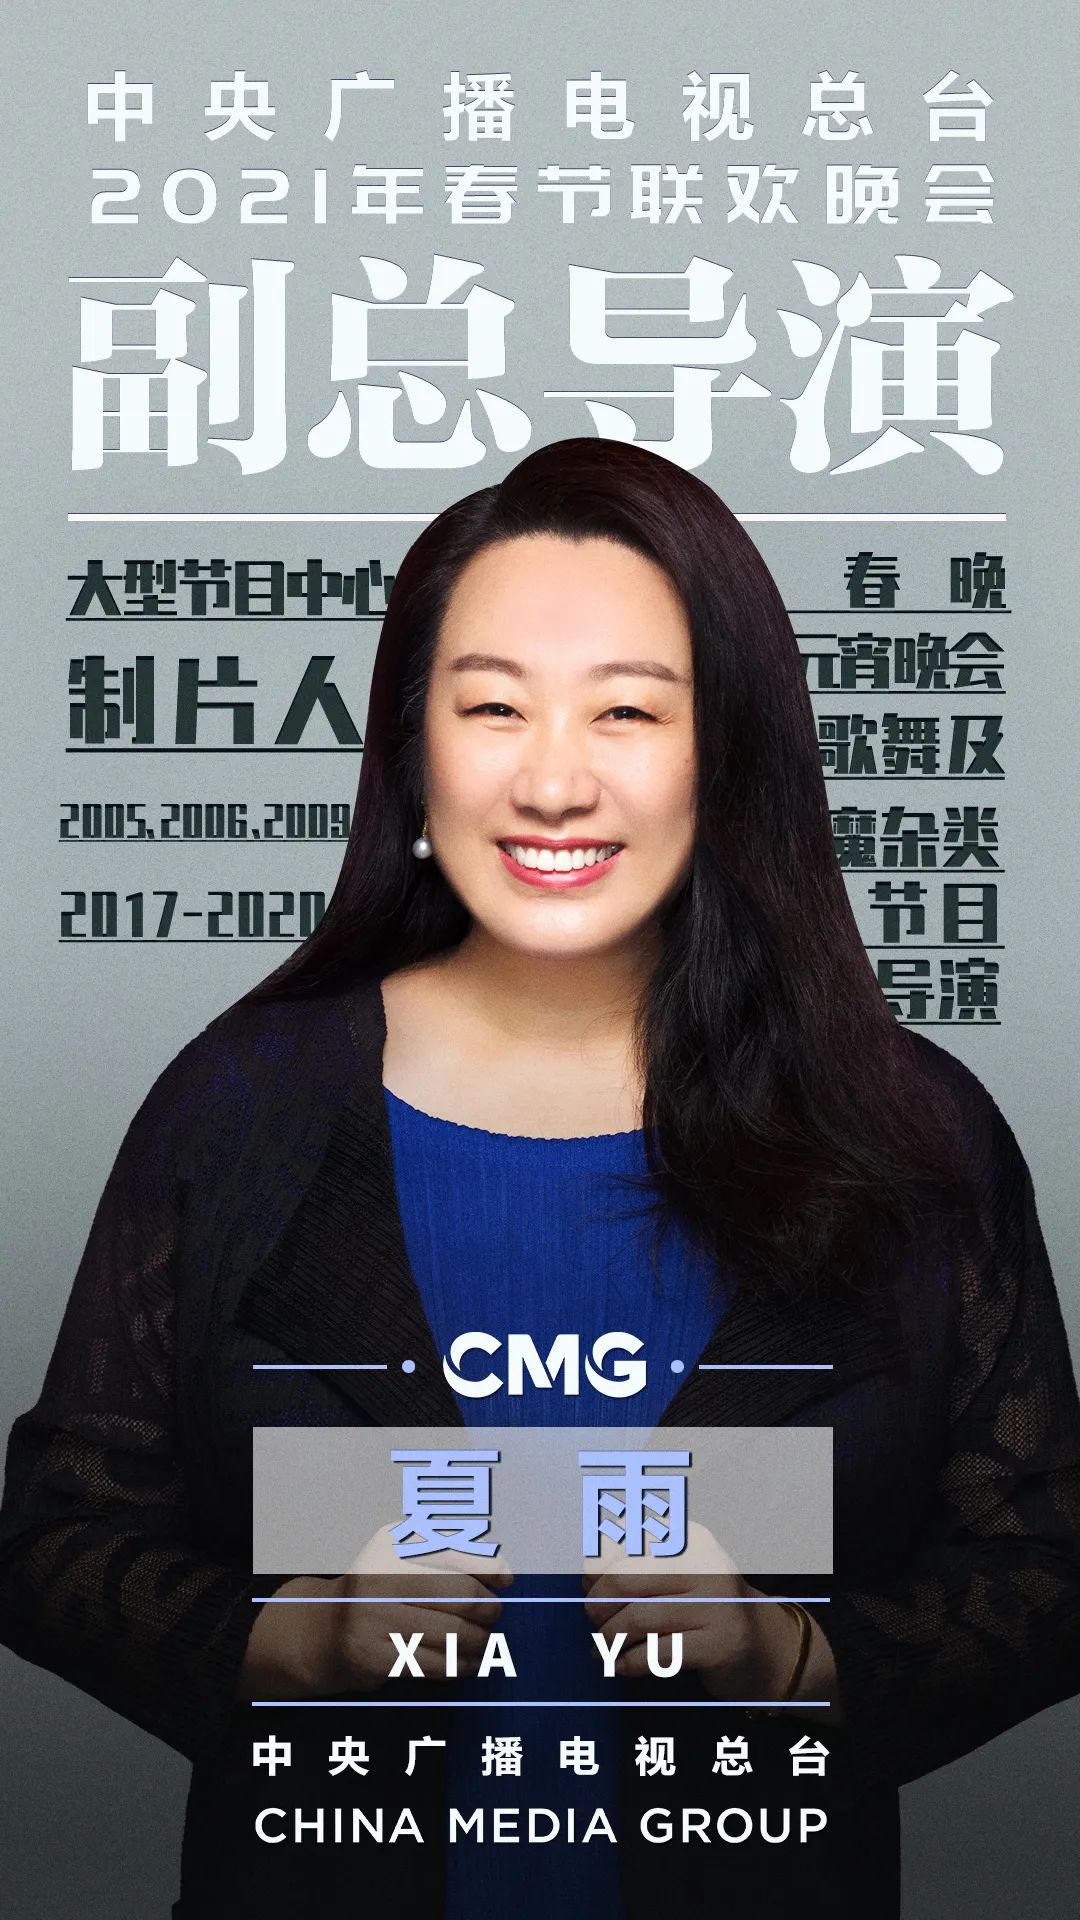 中央广播电视总台
2021年春节联欢晚会
副总导演
大型节目中心
制片人
2005、2006、2009
2017-2020
春晚
元宵晚会
歌舞及
魔杂类
节目
导演
CMG
夏雨
XIA YU
中央广播电视总台
CHINA MEDIA GROUP